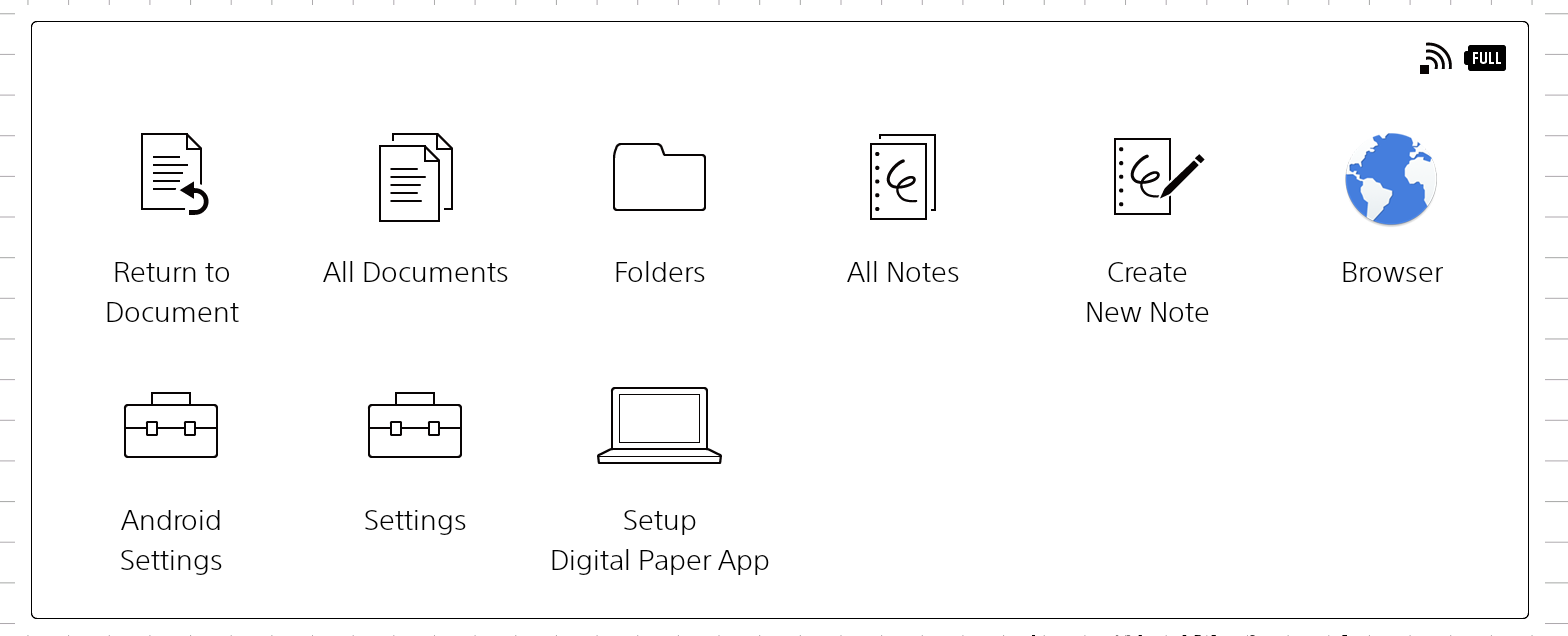 FULL
Return to
Document
All Documents
Folders
All Notes
Create
New Note
Browser
Android
Settings
Settings
Setup
Digital Paper App